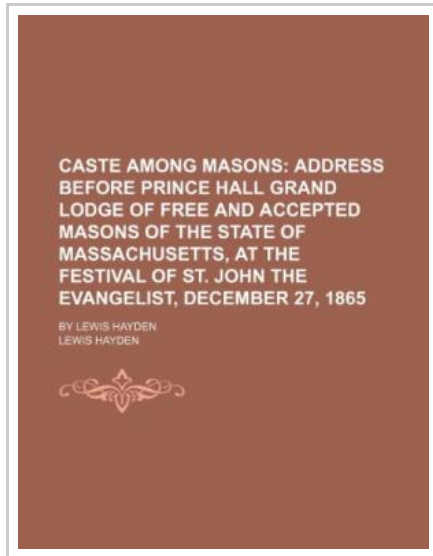 CASTE AMONG MASONS: ADDRESS
BEFORE PRINCE HALL GRAND
LODGE OF FREE AND ACCEPTED
MASONS OF THE STATE OF
MASSACHUSETTS, AT THE
FESTIVAL OF ST. JOHN THE
EVANGELIST, DECEMBER 27, 1865
BY LEWIS HAYDEN
LEWIS HAYDEN